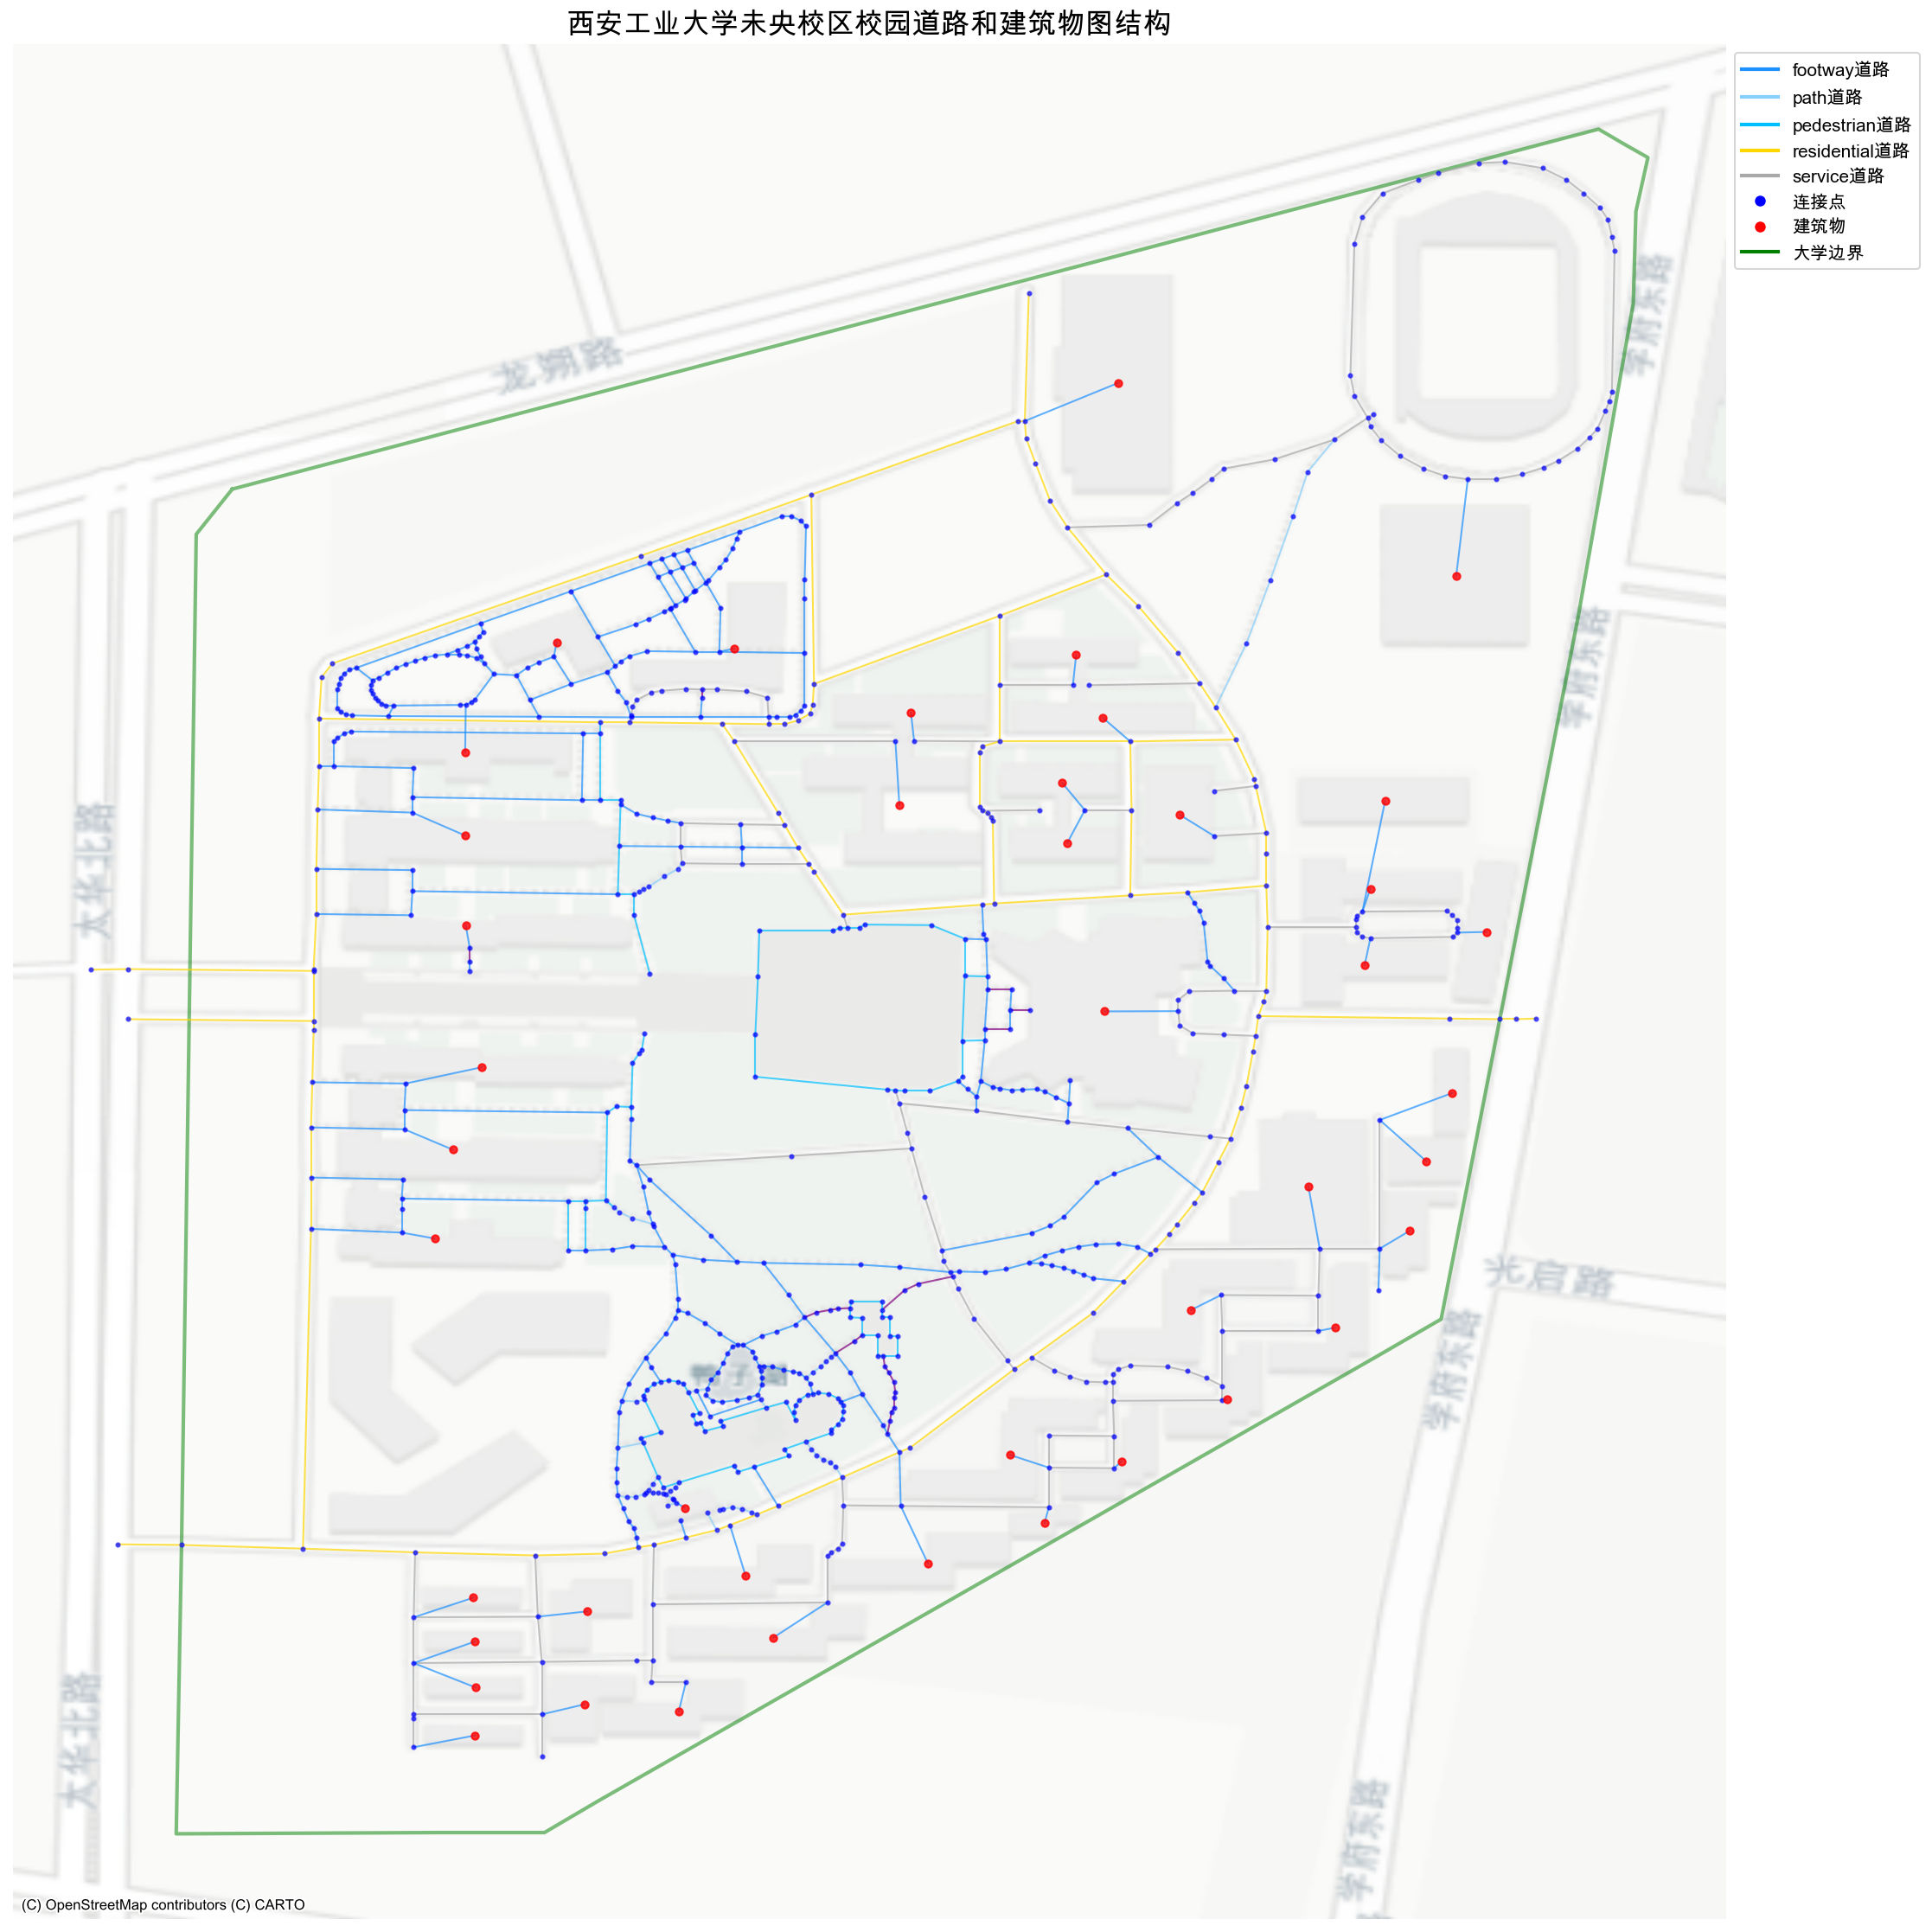 西安工业大学未央校区校园道路和建筑物图结构
footway道路
path道路
pedestrian道路
residential道路
service道路
连接点
建筑物
大学边界
龙朔路
学府东路
学府东路
太华北路
光启路
学府东路
太华北路
学府东路
(C) OpenStreetMap contributors (C) CARTO